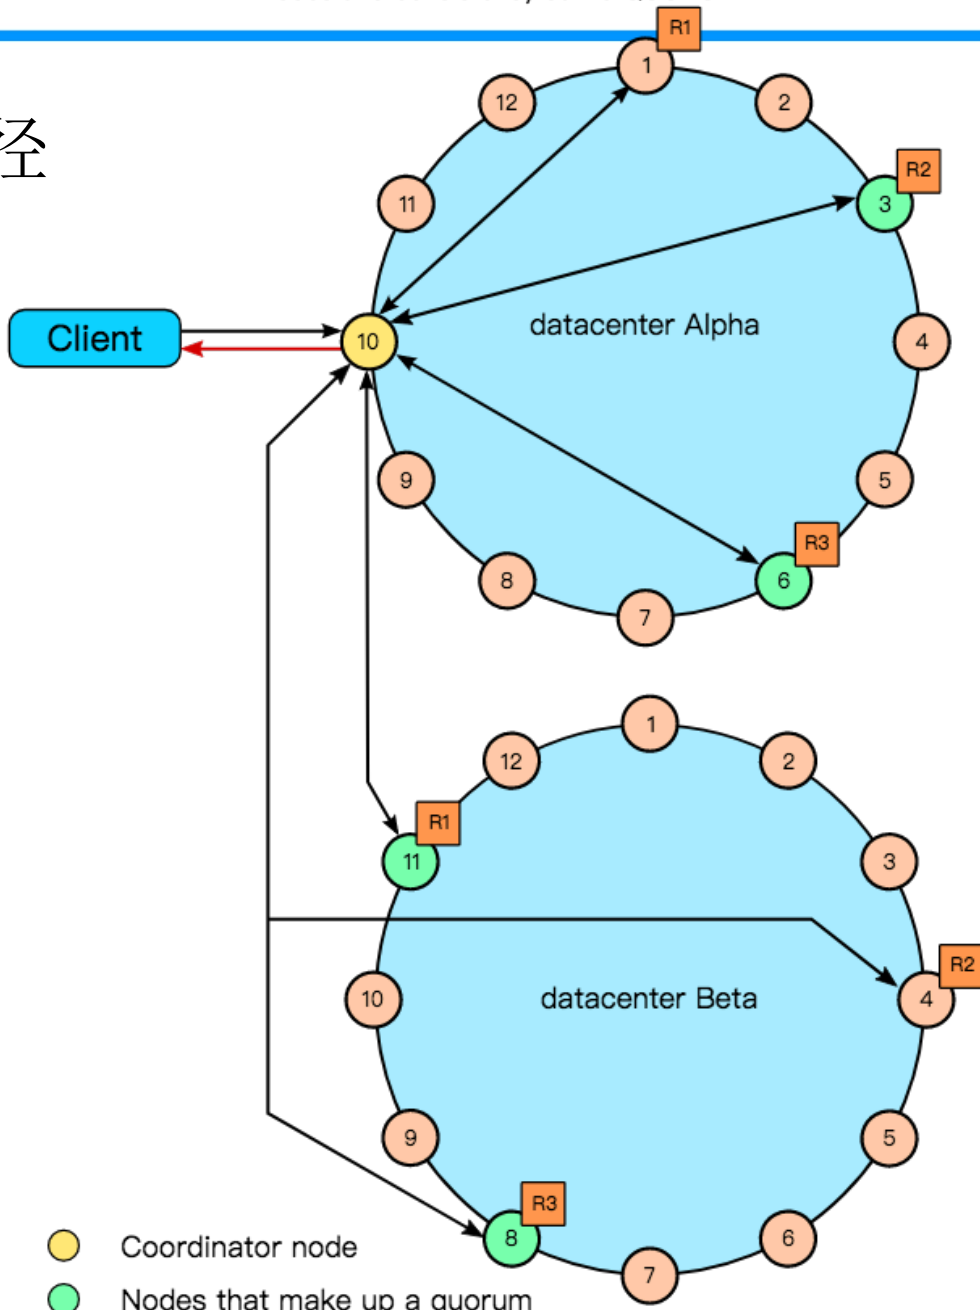 R1
1
12
2
径
R2
11
3
datacenter Alpha
Client
10
4
9
5
R3
8
6
7
1
12
2
R1
11
3
R2
10
datacenter Beta
4
9
5
R3
8
6
Coordinator node
7
Nodes that make up a quorum